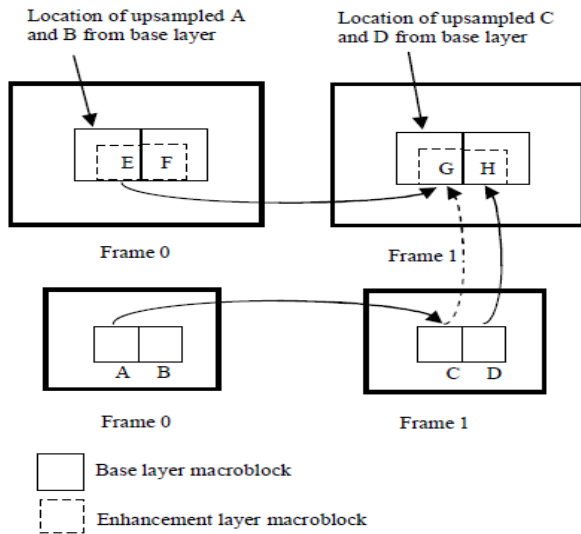 Location of upsampled A
and B from base layer
Location of upsampled C
and D from base layer
E F
G H
Frame 0
Frame 1
A B
C D
Frame 0
Frame 1
Base layer macroblock
Enhancement layer macroblock